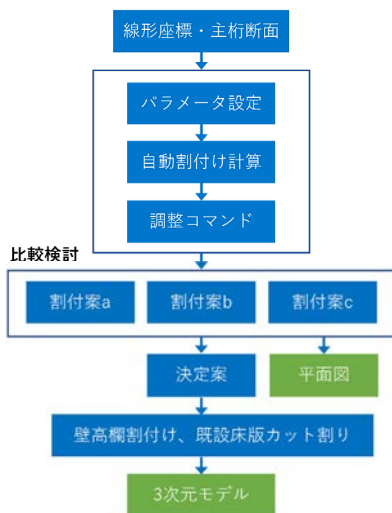 線形座標・主桁断面
パラメータ設定
自動割付け計算
調整コマンド
比較検討
割付案a
割付案b
割付案c
決定案
平面図
壁高欄割付け、既設床版カット割り
3次元モデル